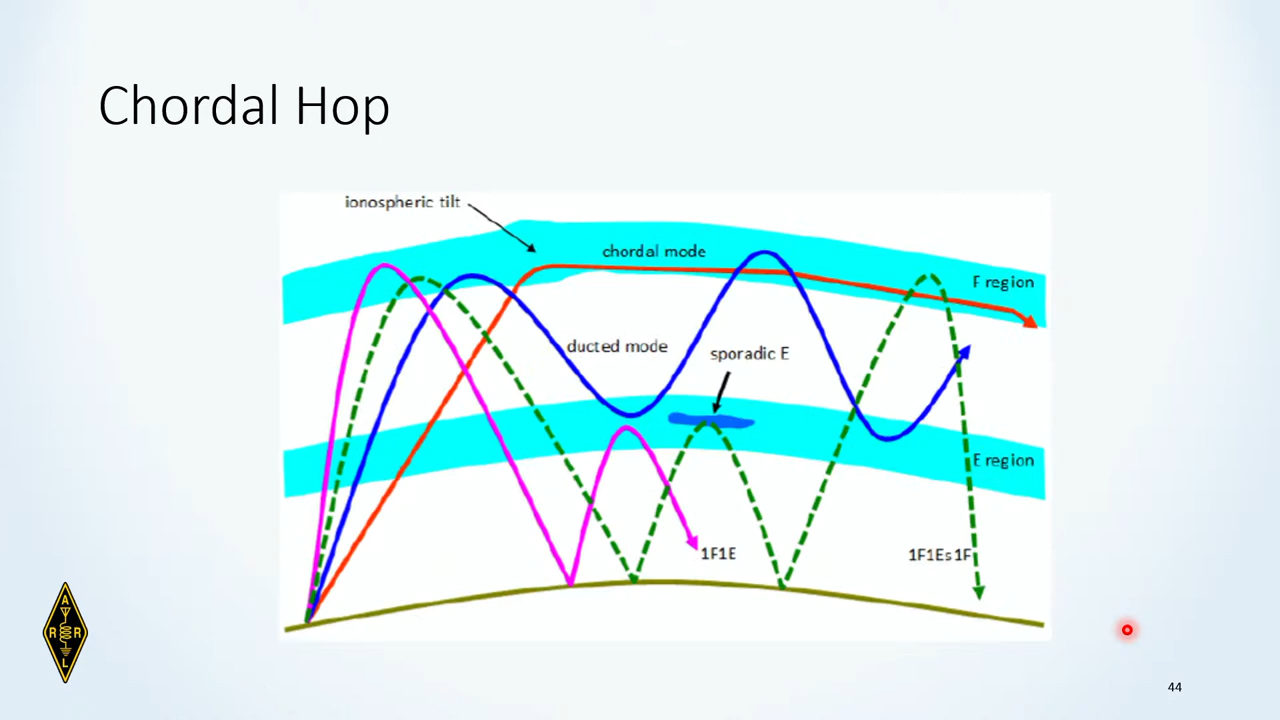 Chordal Hop
ionospheric tilt
chordal mode
F region
ducted mode
sporadic E
E region
1F1E
1F1Es1F
A
R R
L
44